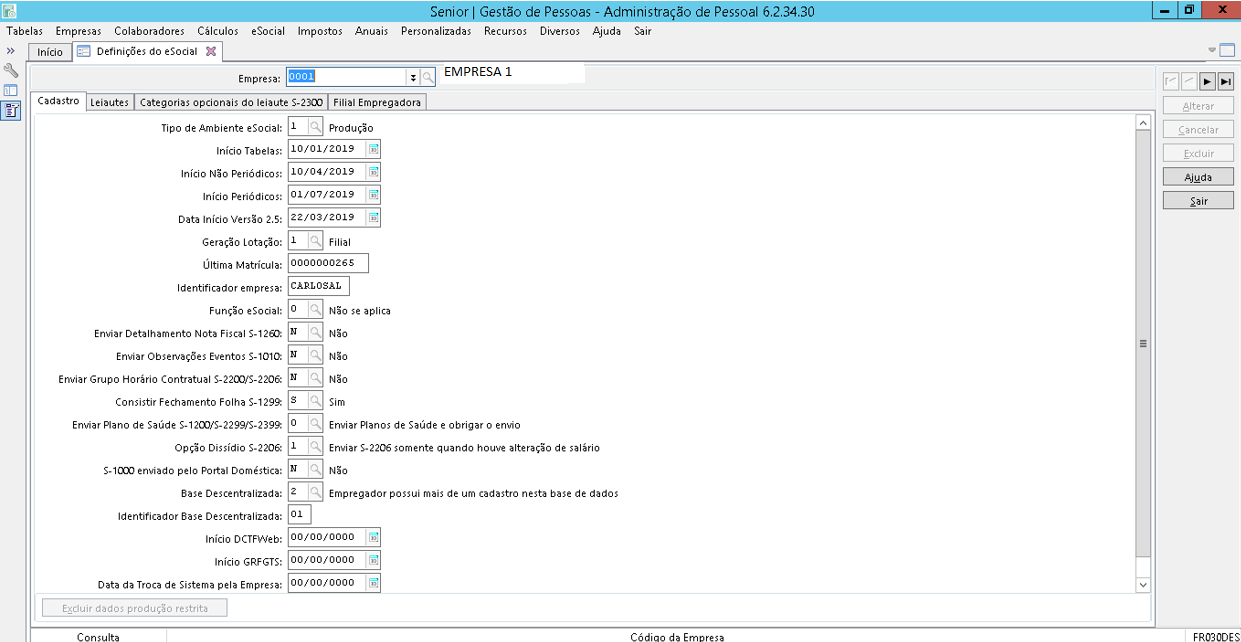 Senior | Gestão de Pessoas - Administração de Pessoal 6.2.34.30
Tabelas Empresas Colaboradores Cálculos eSocial Impostos Anuais Personalizadas Recursos Diversos Ajuda Sair
Início Definições do eSocial
Empresa: 0001 EMPRESA 1
Cadastro Leiautes Categorias opcionais do leiaute S-2300 Filial Empregadora
Tipo de Ambiente eSocial: 1 Produção
Início Tabelas: 10/01/2019
Início Não Periódicos: 10/04/2019
Início Periódicos: 01/07/2019
Data Início Versão 2.5: 22/03/2019
Geração Lotação: 1 Filial
Última Matrícula: 0000000265
Identificador empresa: CARLOSAL
Função eSocial: 0 Não se aplica
Enviar Detalhamento Nota Fiscal S-1260: N Não
Enviar Observações Eventos S-1010: N Não
Enviar Grupo Horário Contratual S-2200/S-2206: N Não
Consistir Fechamento Folha S-1299: S Sim
Enviar Plano de Saúde S-1200/S-2299/S-2399: 0 Enviar Planos de Saúde e obrigar o envio
Opção Dissídio S-2206: 1 Enviar S-2206 somente quando houve alteração de salário
S-1000 enviado pelo Portal Doméstica: N Não
Base Descentralizada: 2 Empregador possui mais de um cadastro nesta base de dados
Identificador Base Descentralizada: 01
Início DCTFWeb: 00/00/0000
Início GRFGTS: 00/00/0000
Data da Troca de Sistema pela Empresa: 00/00/0000
Excluir dados produção restrita
Alterar
Cancelar
Excluir
Ajuda
Sair
Consulta Código da Empresa FR030DES